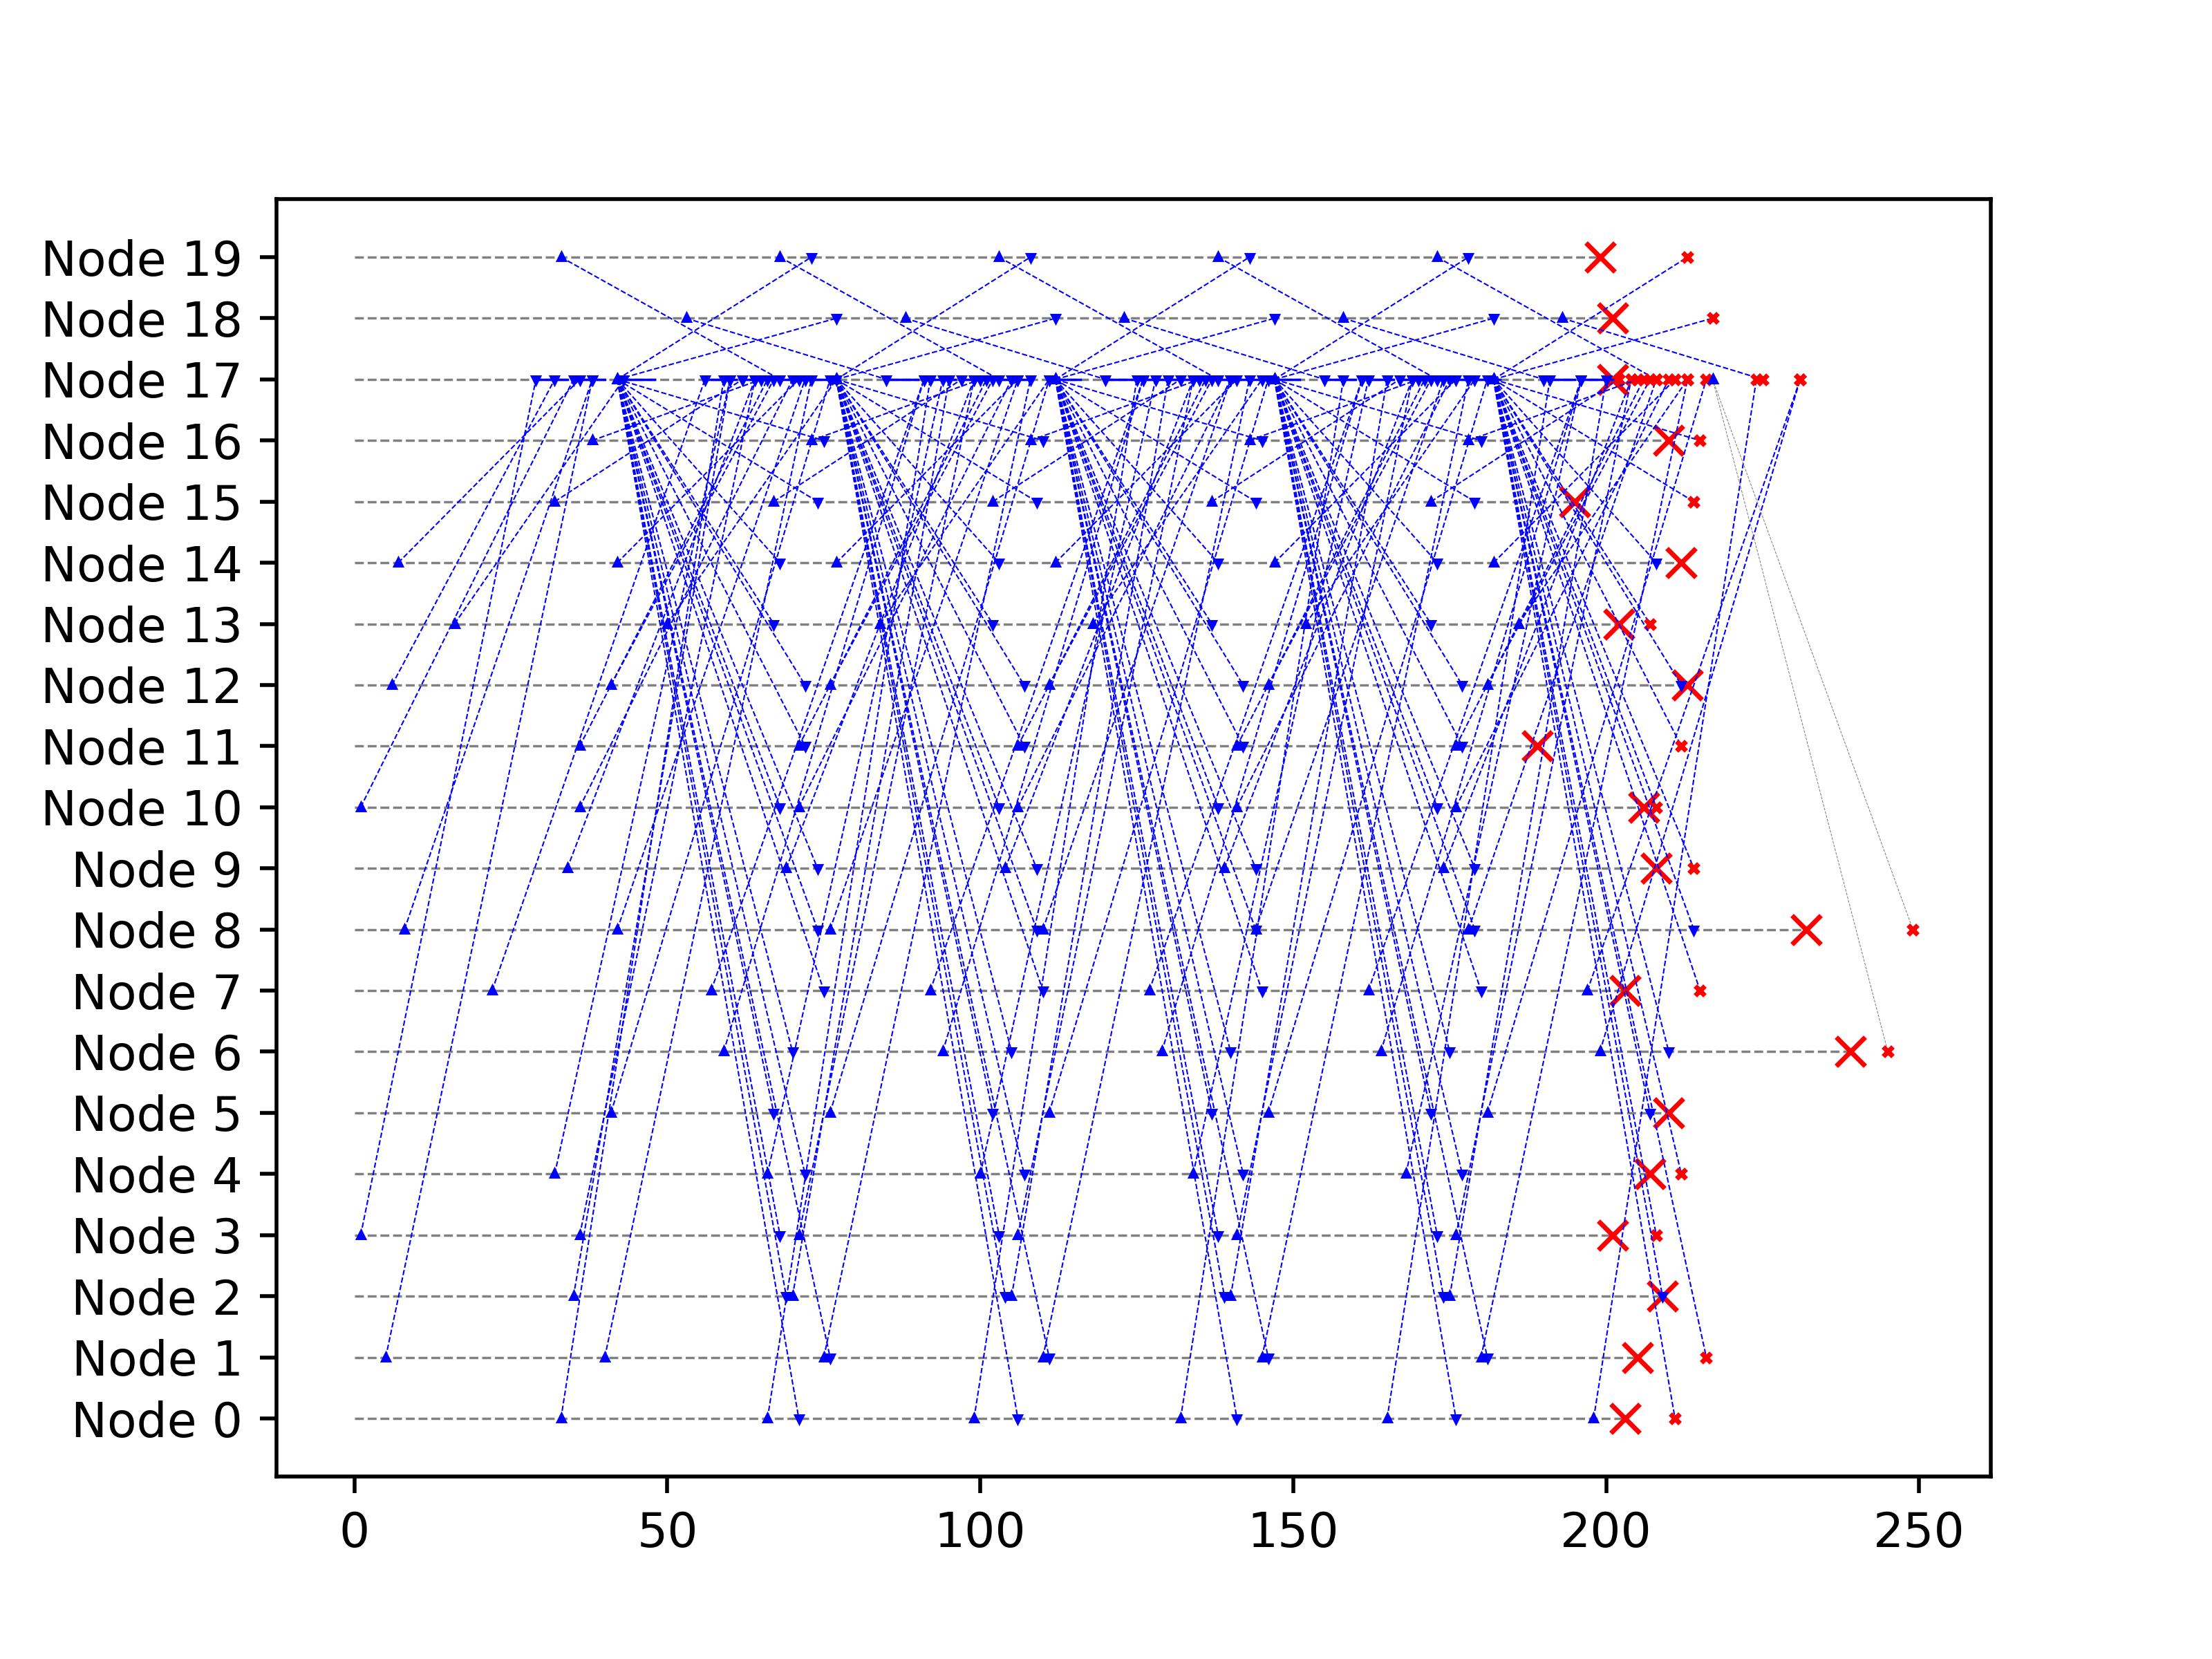 Node 19
Node 18
Node 17
Node 16
Node 15
Node 14
Node 13
Node 12
Node 11
Node 10
Node 9
Node 8
Node 7
Node 6
Node 5
Node 4
Node 3
Node 2
Node 1
Node 0
0 50 100 150 200 250